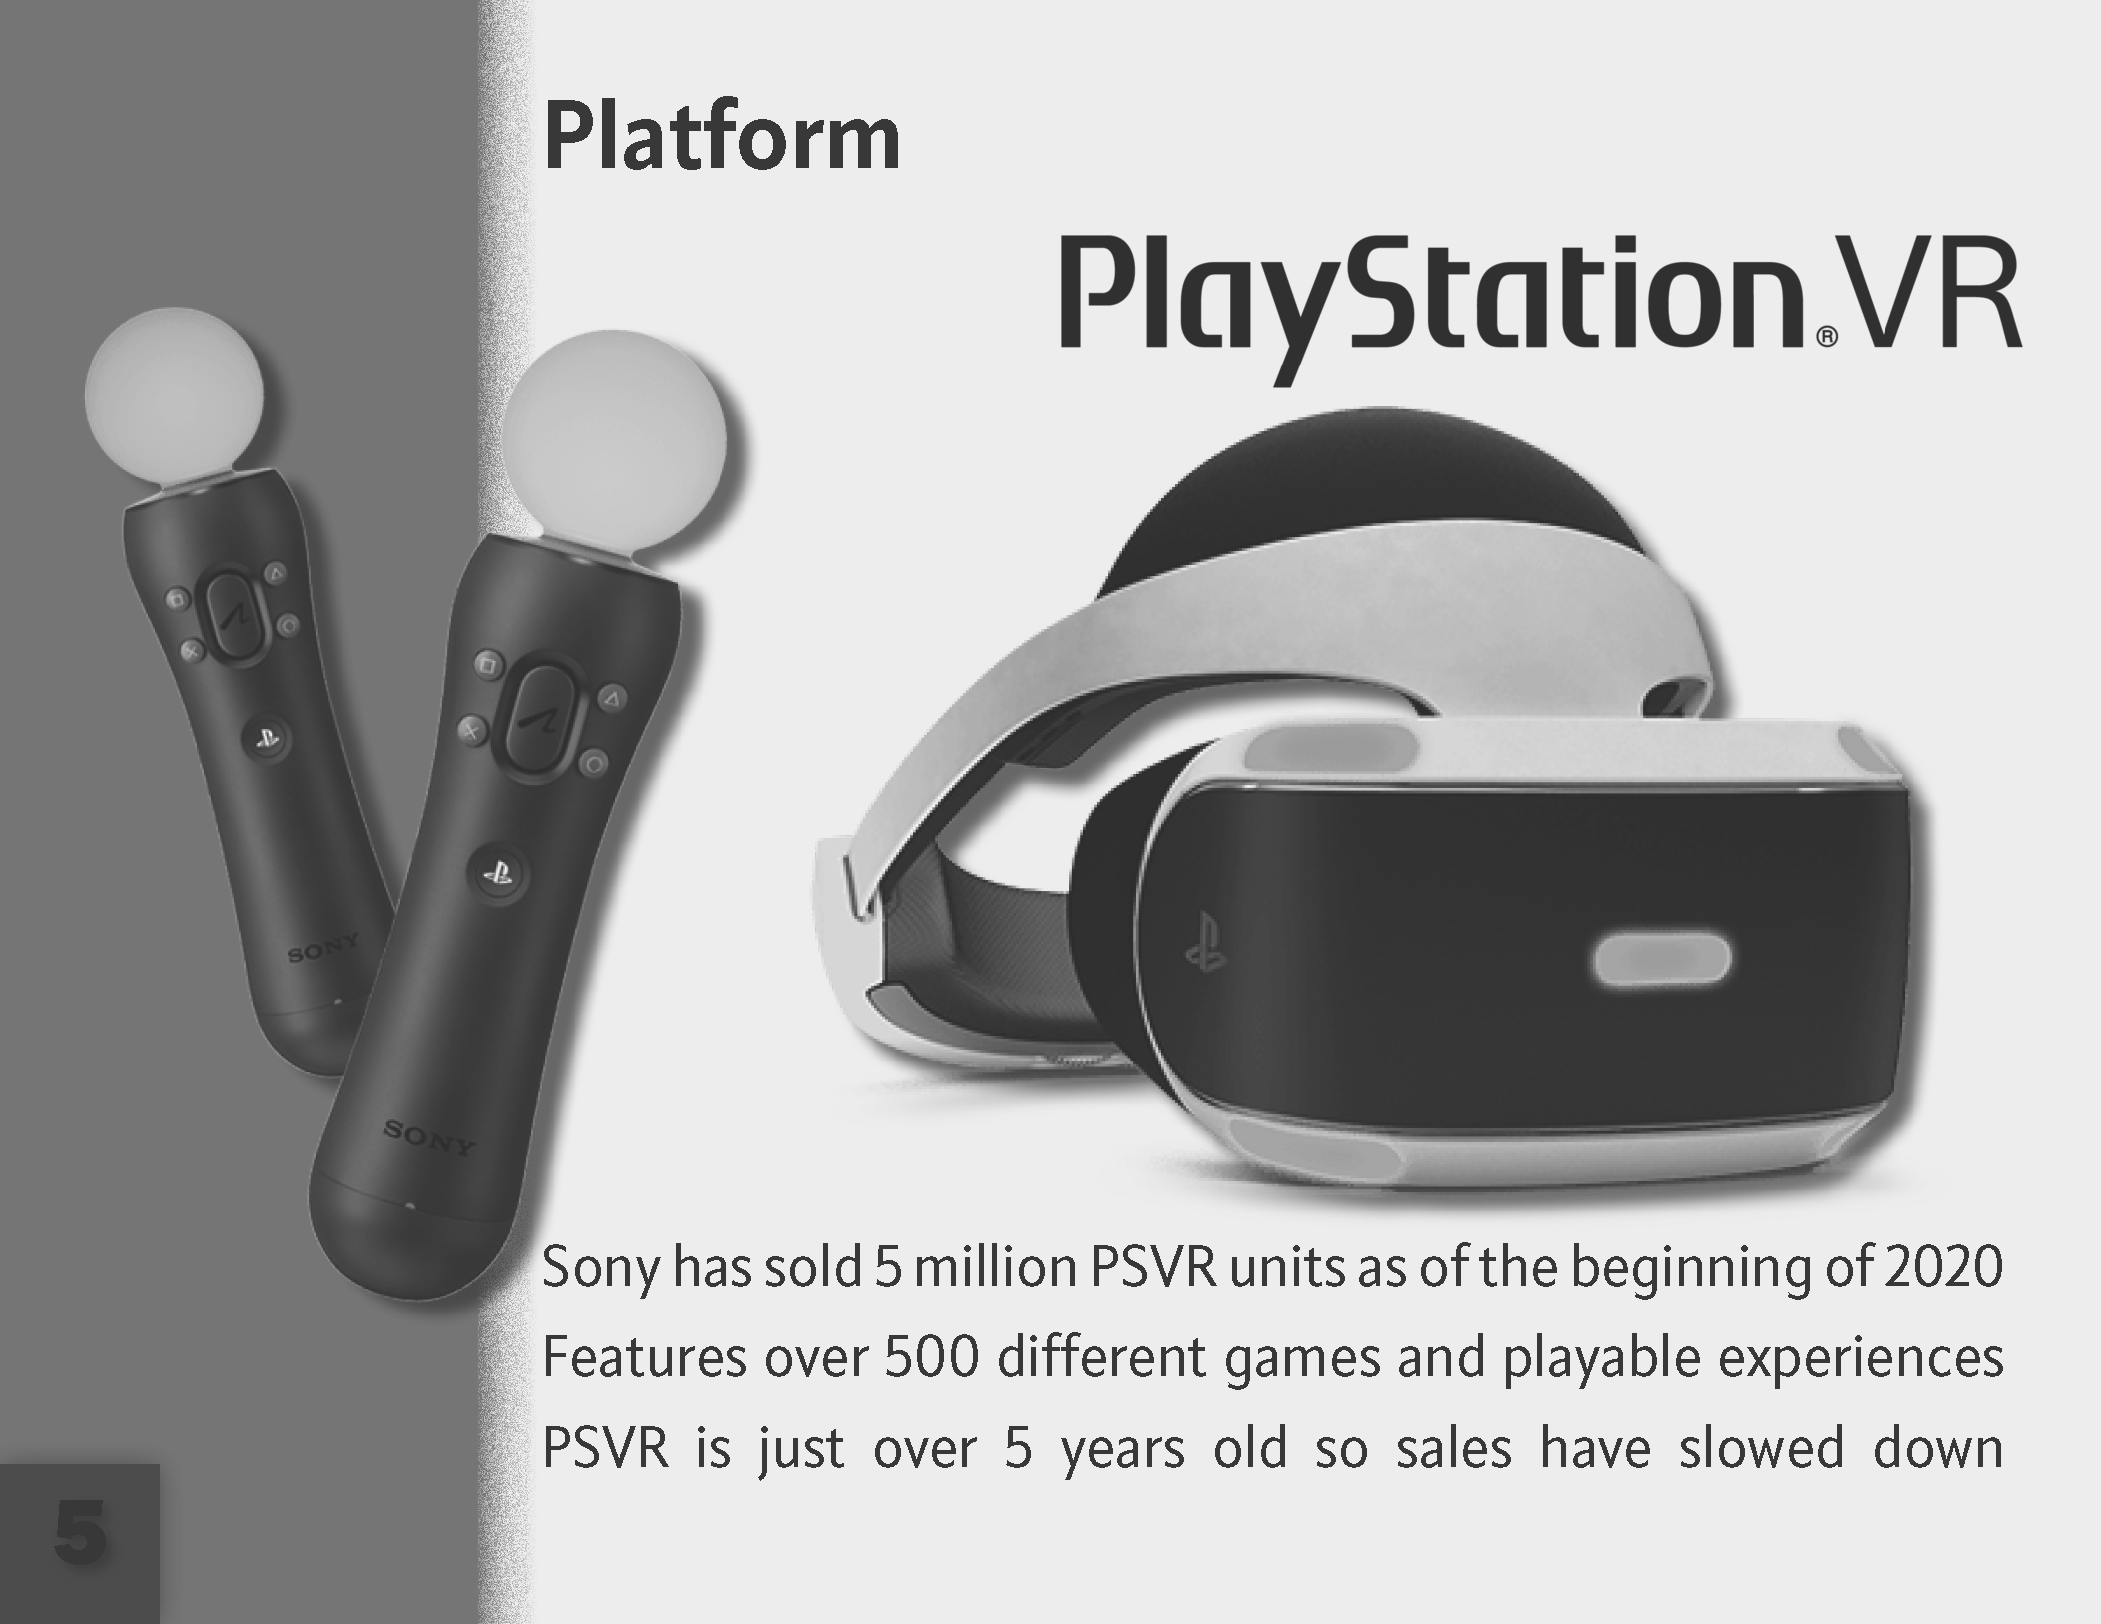 Platform
PlayStation®VR
SONY
SONY
Sony has sold 5 million PSVR units as of the beginning of 2020
Features over 500 different games and playable experiences
PSVR is just over 5 years old so sales have slowed down
5